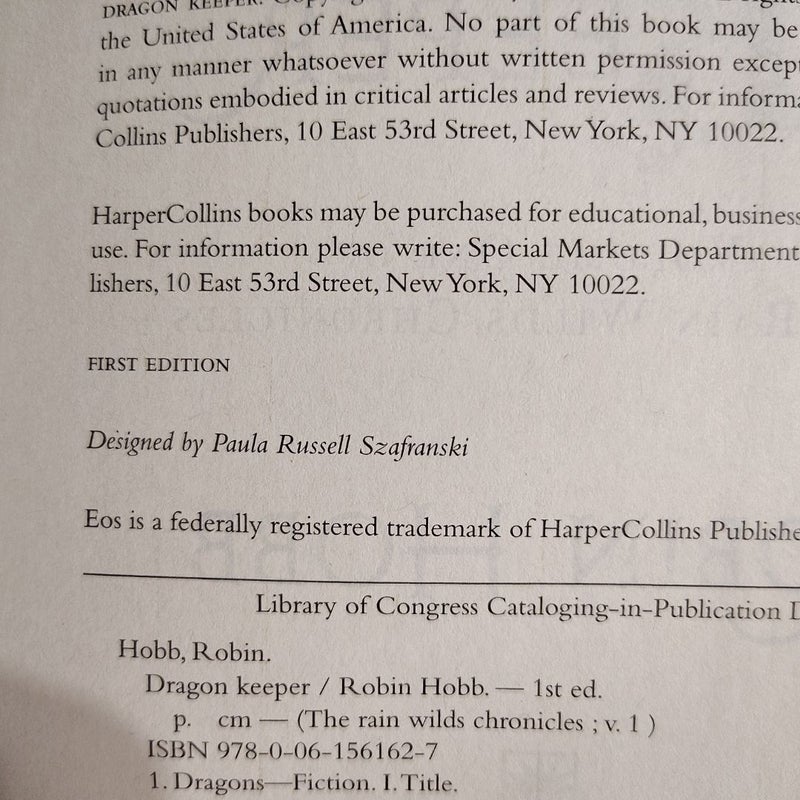 DRAGON KEEPER.
the United States of America. No part of this book may be
in any manner whatsoever without written permission except
quotations embodied in critical articles and reviews. For informa
Collins Publishers, 10 East 53rd Street, New York, NY 10022.
HarperCollins books may be purchased for educational, business
use. For information please write: Special Markets Department
lishers, 10 East 53rd Street, New York, NY 10022.
FIRST EDITION
Designed by Paula Russell Szafranski
Eos is a federally registered trademark of HarperCollins Publishe
Library of Congress Cataloging-in-Publication D
Hobb, Robin.
Dragon keeper / Robin Hobb. — 1st ed.
p. cm — (The rain wilds chronicles ; v. 1 )
ISBN 978-0-06-156162-7
1. Dragons—Fiction. I. Title.